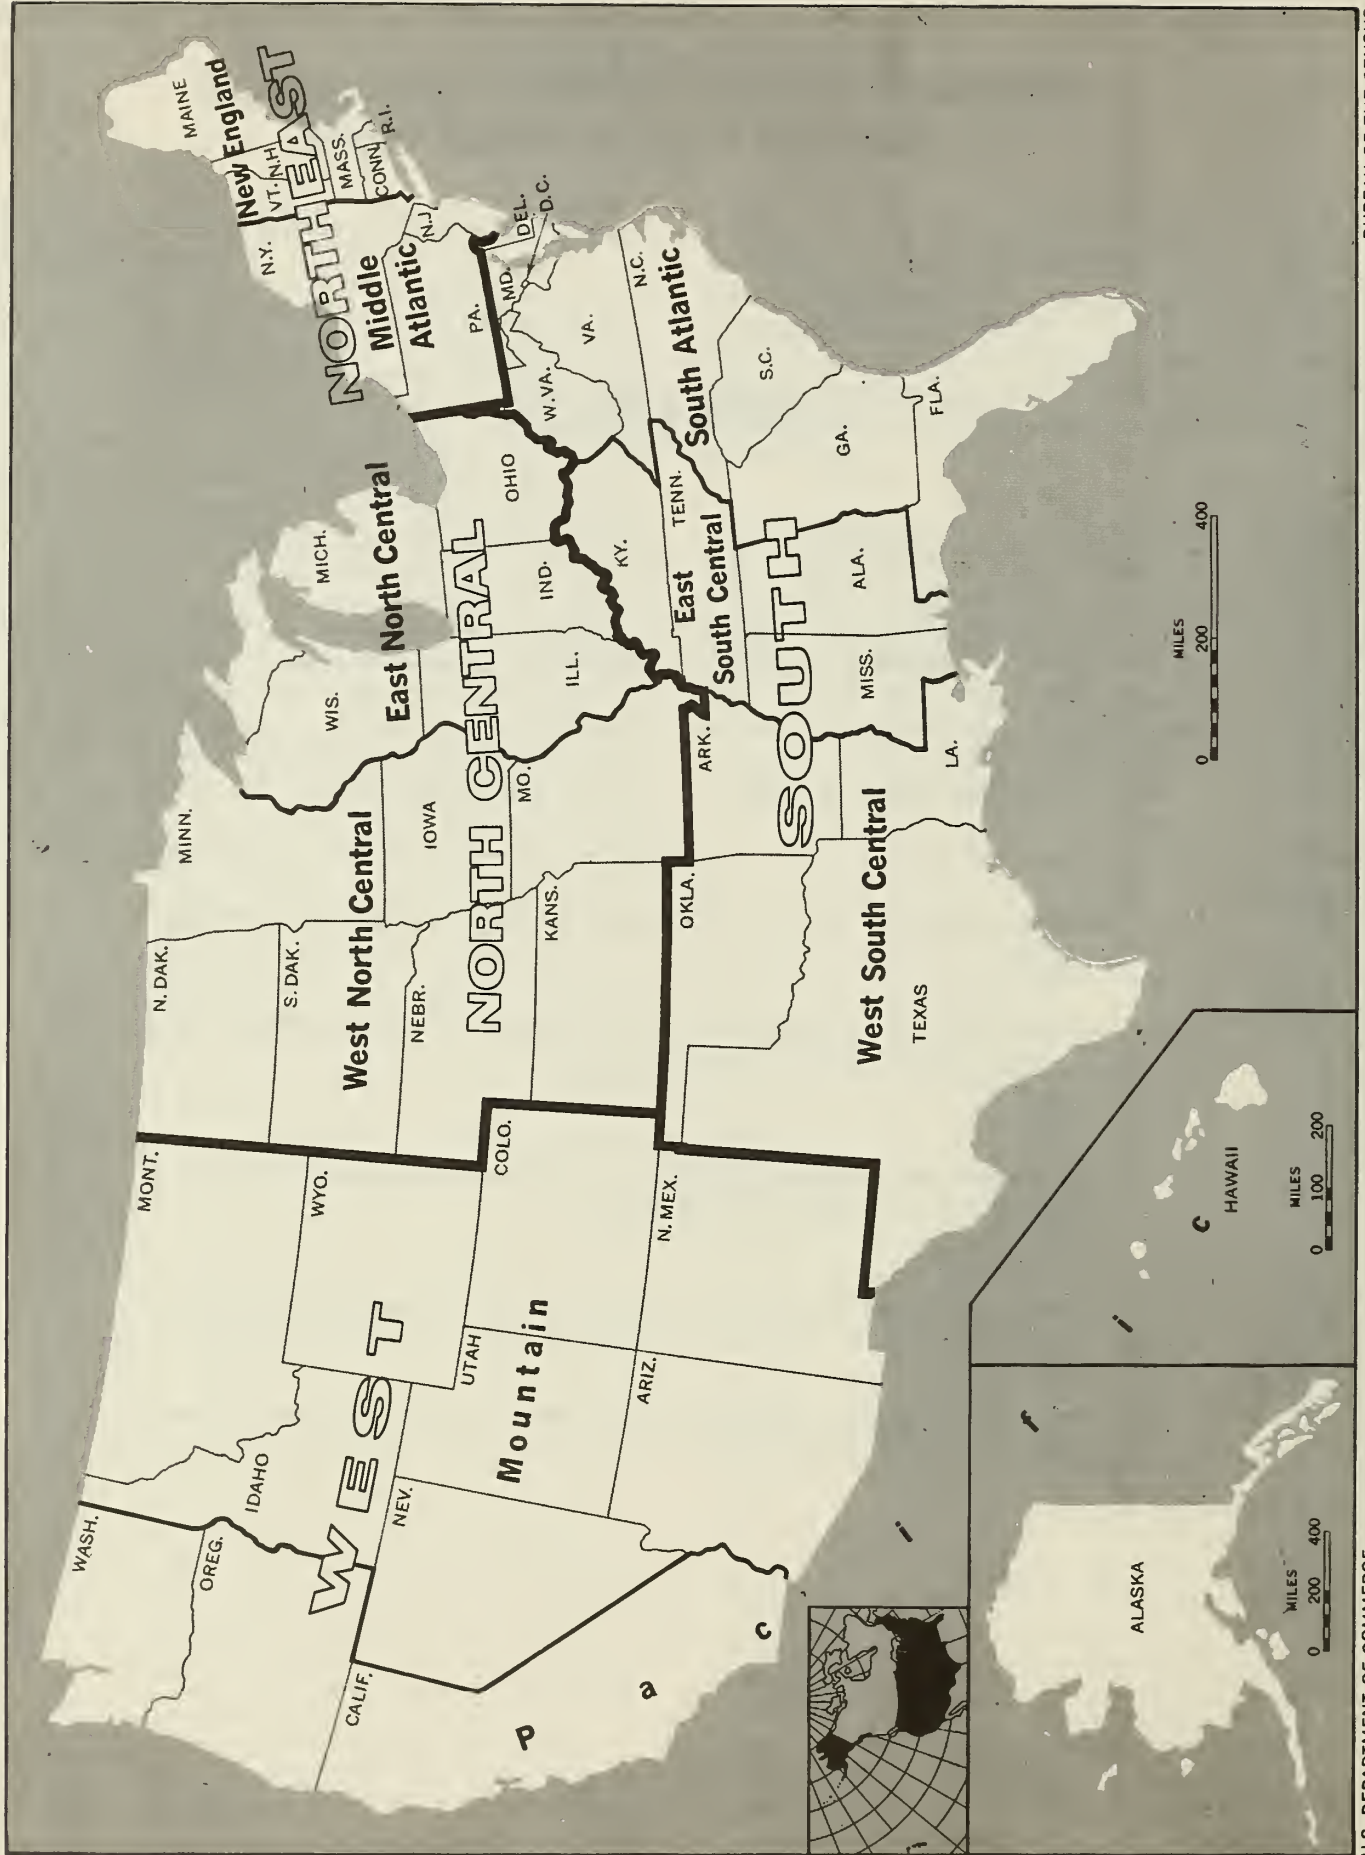 WEST
NORTH CENTRAL
NORTHEAST
SOUTH
Pacific
Mountain
West North Central
East North Central
Middle
Atlantic
New England
West South Central
East
South Central
South Atlantic
WASH.
OREG.
CALIF.
IDAHO
NEV.
MONT.
WYO.
UTAH
COLO.
ARIZ.
N. MEX.
N. DAK.
S. DAK.
NEBR.
KANS.
MINN.
IOWA
MO.
WIS.
MICH.
ILL.
IND.
OHIO
OKLA.
TEXAS
ARK.
LA.
KY.
TENN.
MISS.
ALA.
W. VA.
MD.
DEL.
D.C.
VA.
N.C.
S.C.
GA.
FLA.
N.Y.
PA.
N.J.
MAINE
VT.
N.H.
MASS.
CONN.
R.I.
ALASKA
MILES
0 200 400
HAWAII
MILES
0 100 200
MILES
0 200 400
U.S. DEPARTMENT OF COMMERCE